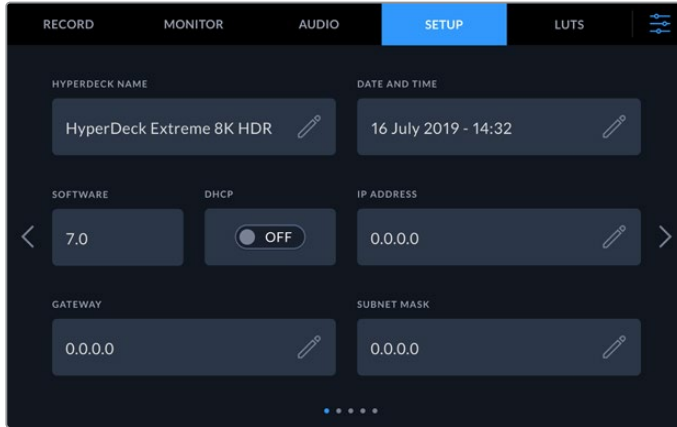 RECORD MONITOR AUDIO SETUP LUTS
HYPERDECK NAME DATE AND TIME
HyperDeck Extreme 8K HDR 16 July 2019 - 14:32
SOFTWARE DHCP IP ADDRESS
7.0 OFF 0.0.0.0
GATEWAY SUBNET MASK
0.0.0.0 0.0.0.0